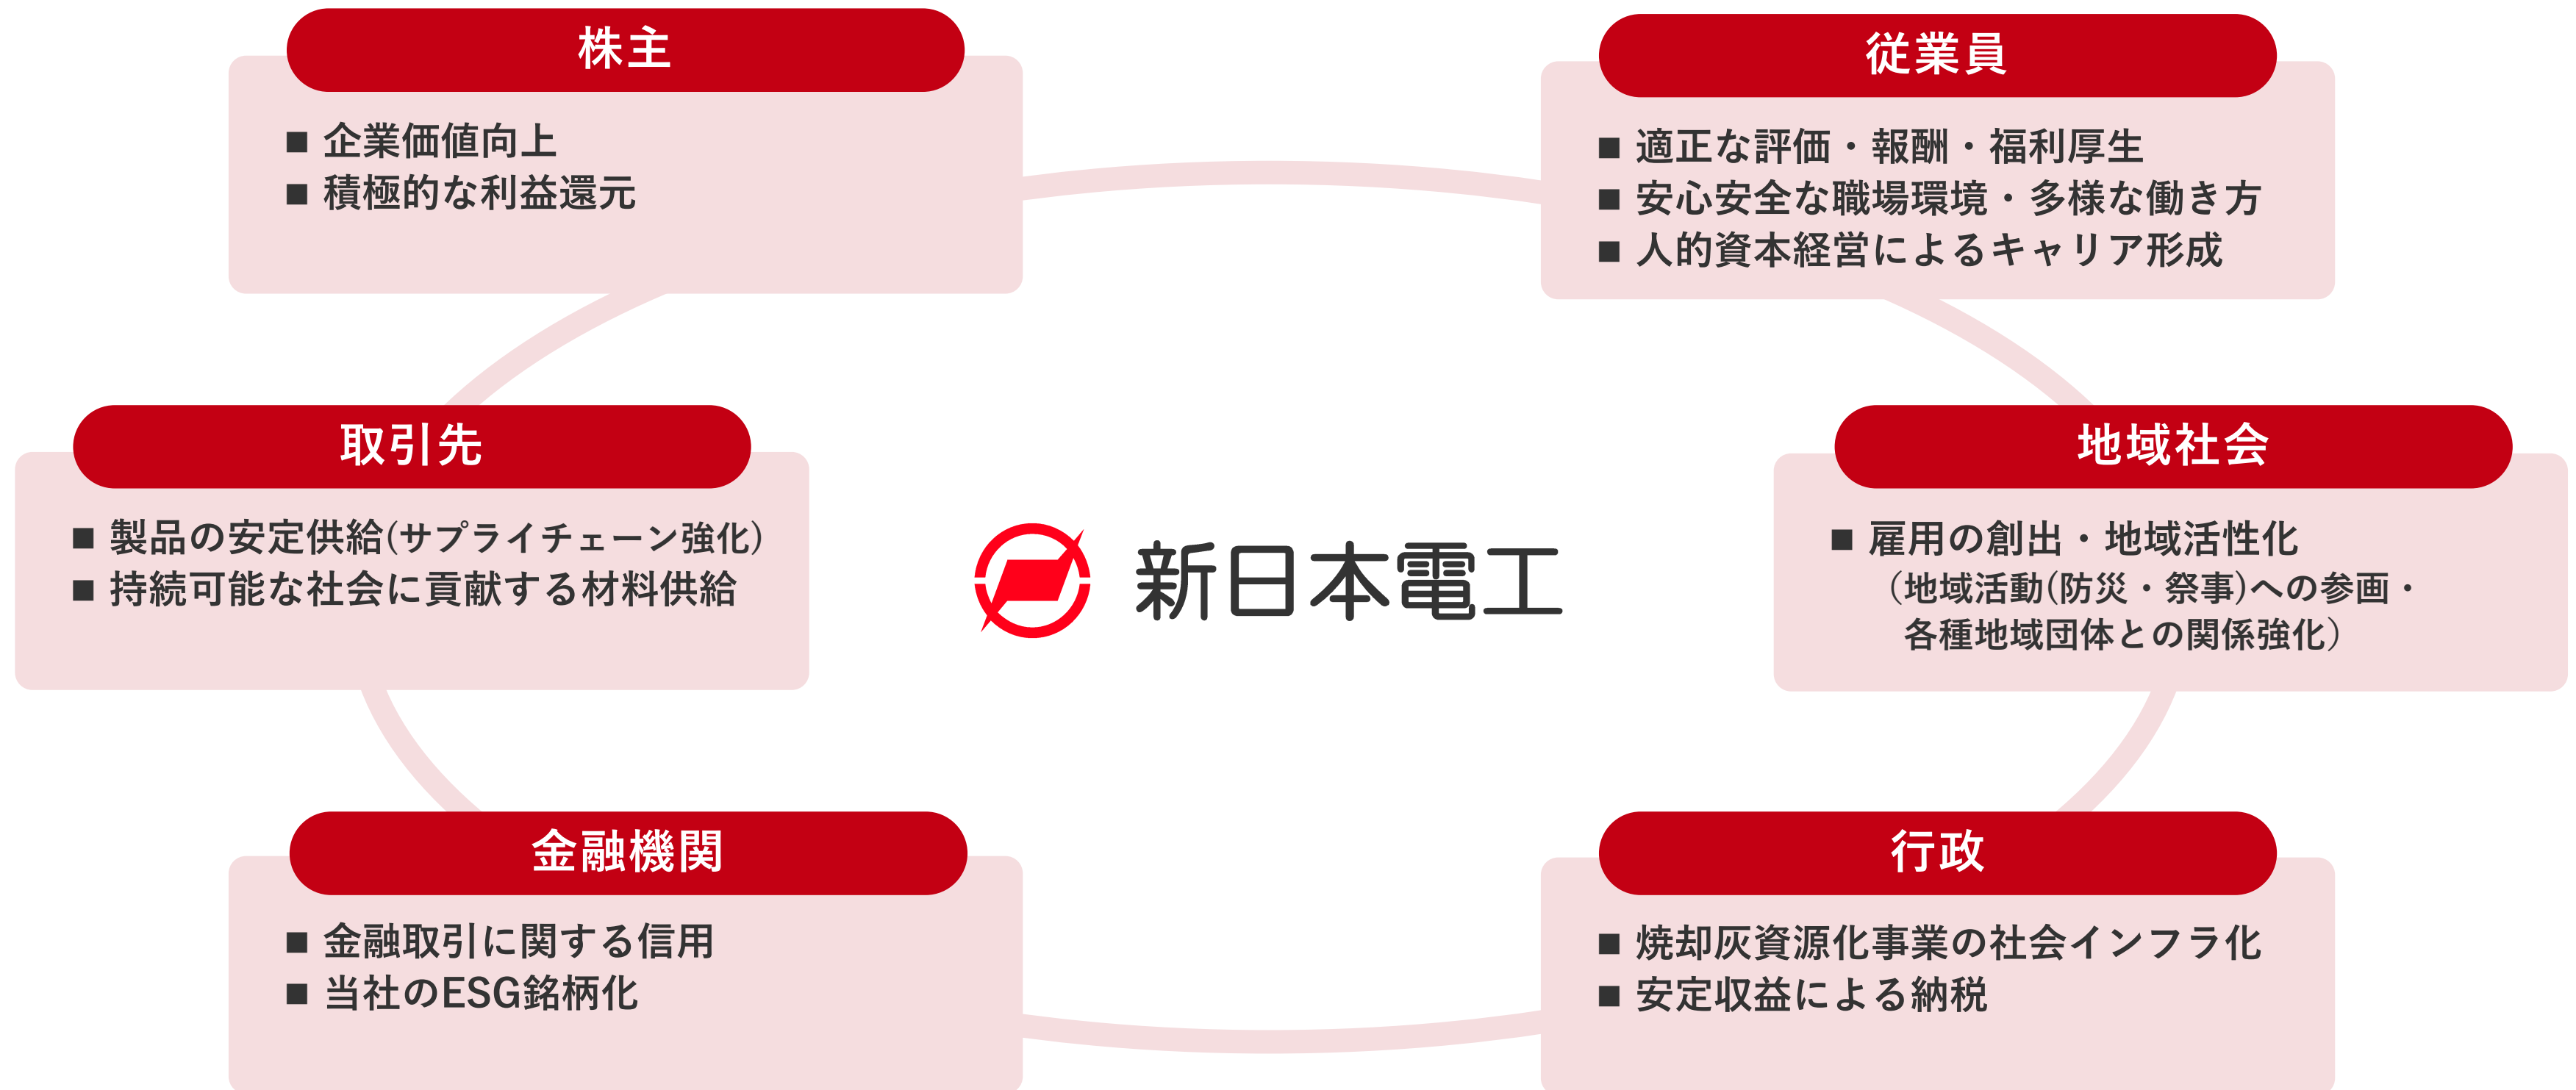 株主
■ 企業価値向上
■ 積極的な利益還元
従業員
■ 適正な評価・報酬・福利厚生
■ 安心安全な職場環境・多様な働き方
■ 人的資本経営によるキャリア形成
取引先
■ 製品の安定供給(サプライチェーン強化)
■ 持続可能な社会に貢献する材料供給
新日本電工
地域社会
■ 雇用の創出・地域活性化
（地域活動(防災・祭事)への参画・
各種地域団体との関係強化）
金融機関
■ 金融取引に関する信用
■ 当社のESG銘柄化
行政
■ 焼却灰資源化事業の社会インフラ化
■ 安定収益による納税